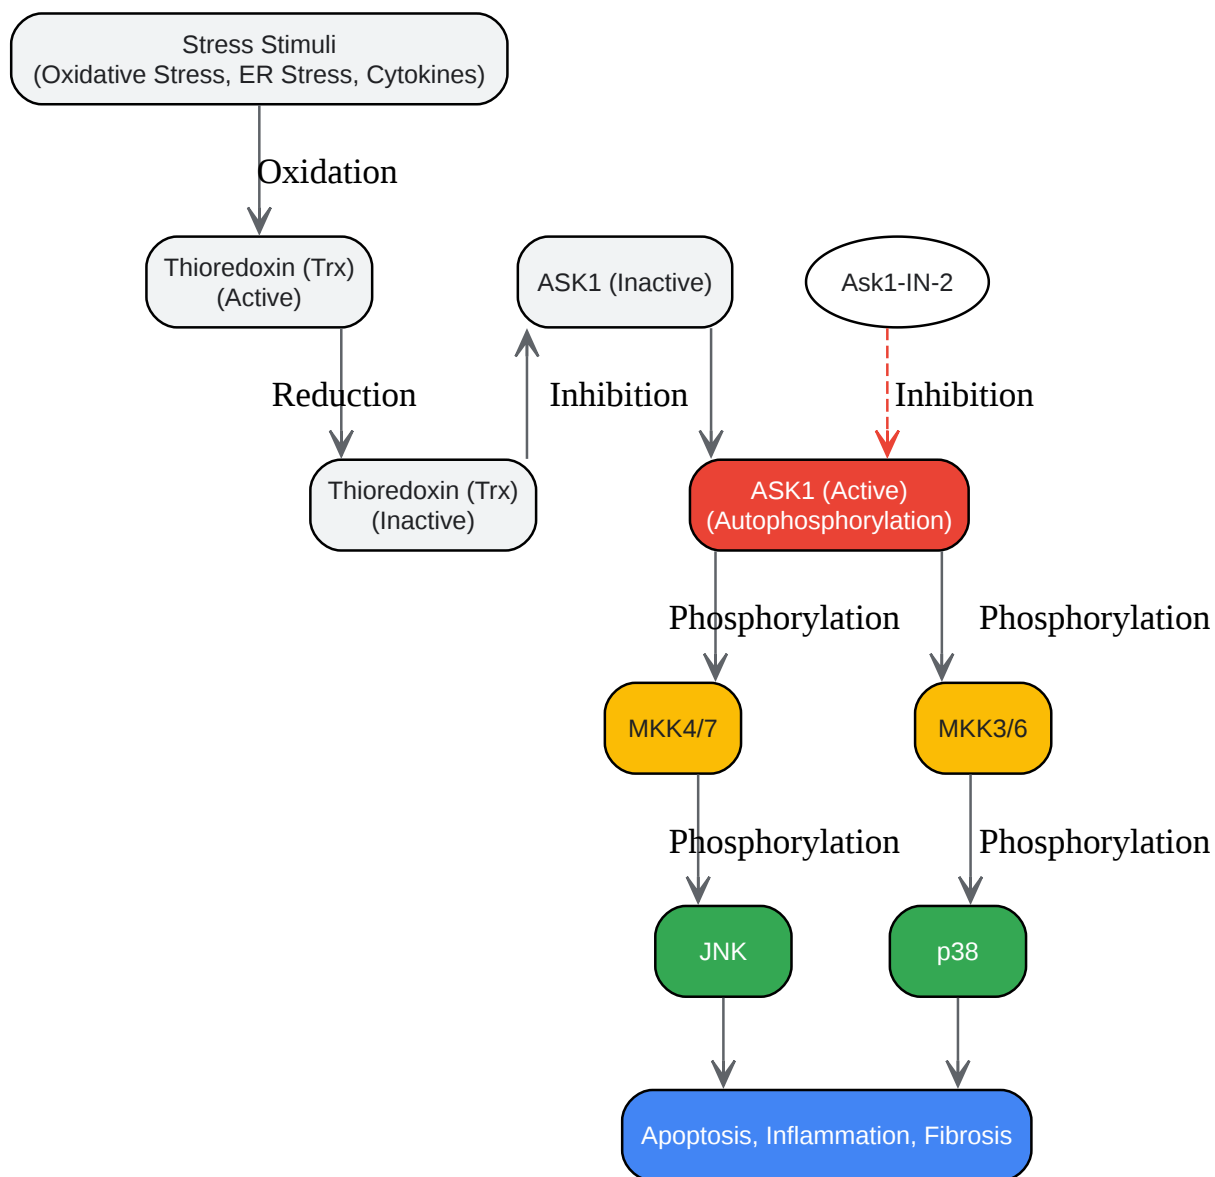 Stress Stimuli
(Oxidative Stress, ER Stress, Cytokines)
Oxidation
Thioredoxin (Trx)
(Active)
ASK1 (Inactive)
Ask1-IN-2
Reduction
Inhibition
Inhibition
Thioredoxin (Trx)
(Inactive)
ASK1 (Active)
(Autophosphorylation)
Phosphorylation
Phosphorylation
MKK4/7
MKK3/6
Phosphorylation
Phosphorylation
JNK
p38
Apoptosis, Inflammation, Fibrosis